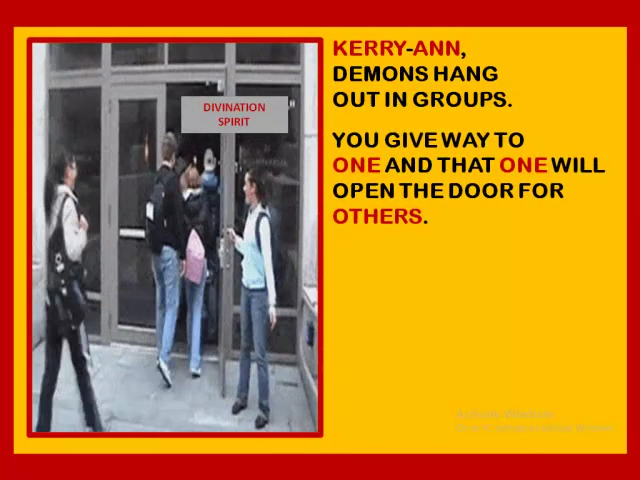 DIVINATION
SPIRIT
KERRY-ANN,
DEMONS HANG
OUT IN GROUPS.
YOU GIVE WAY TO
ONE AND THAT ONE WILL
OPEN THE DOOR FOR
OTHERS.